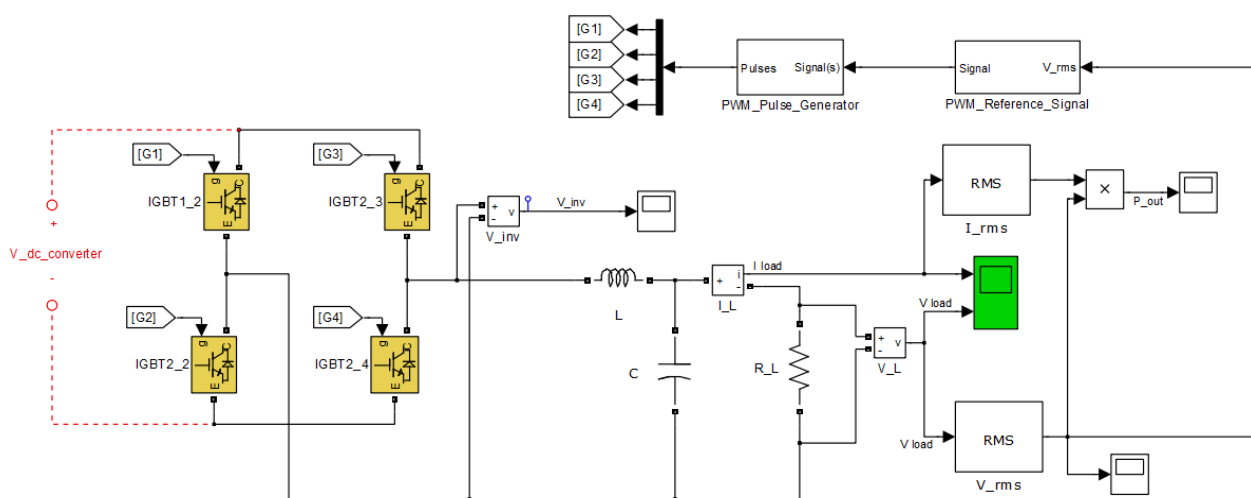 [G1]
[G2]
[G3]
[G4]
Pulses
Signal(s)
PWM_Pulse_Generator
Signal
V_rms
PWM_Reference_Signal
[G1]
g
C
E
IGBT1_2
[G3]
g
C
E
IGBT2_3
+
-
v
V_inv
V_inv
RMS
I_rms
×
P_out
+
V_dc_converter
-
[G2]
g
C
E
IGBT2_2
[G4]
g
C
E
IGBT2_4
L
+
i
-
I_L
I load
V load
C
R_L
+
-
v
V_L
V load
RMS
V_rms